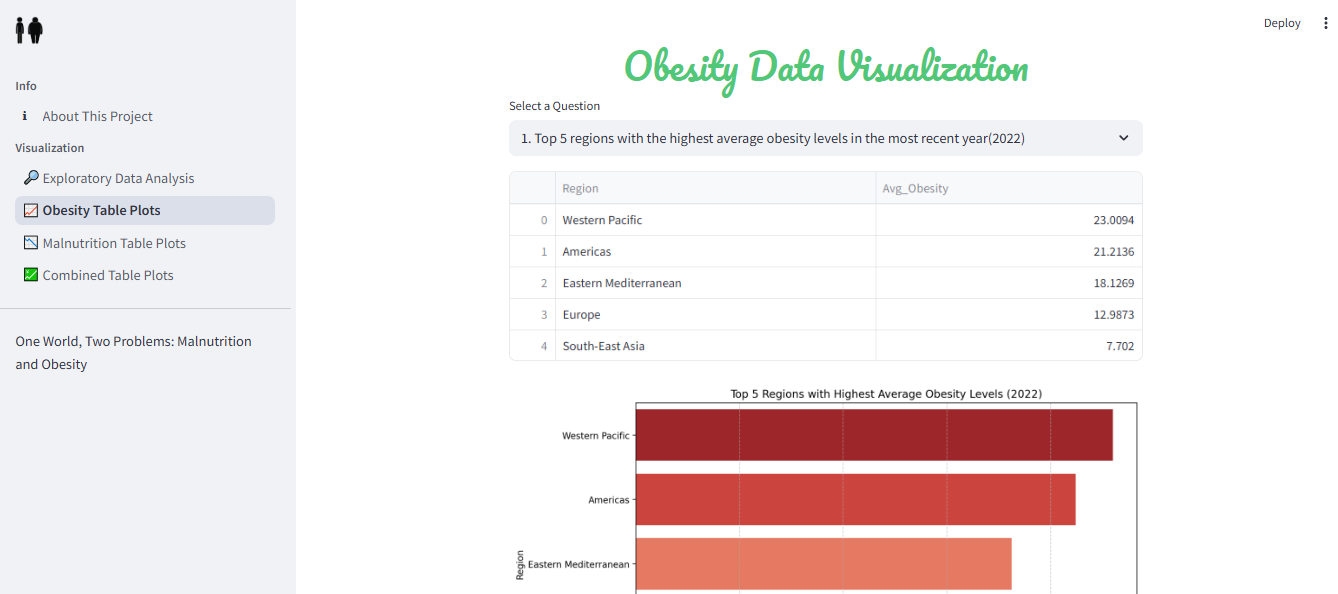 Deploy
Info
About This Project
Visualization
Exploratory Data Analysis
Obesity Table Plots
Malnutrition Table Plots
Combined Table Plots
One World, Two Problems: Malnutrition
and Obesity
Obesity Data Visualization
Select a Question
1. Top 5 regions with the highest average obesity levels in the most recent year(2022)
Region Avg_Obesity
0 Western Pacific 23.0094
1 Americas 21.2136
2 Eastern Mediterranean 18.1269
3 Europe 12.9873
4 South-East Asia 7.702
Top 5 Regions with Highest Average Obesity Levels (2022)
Western Pacific
Americas
Eastern Mediterranean
Region